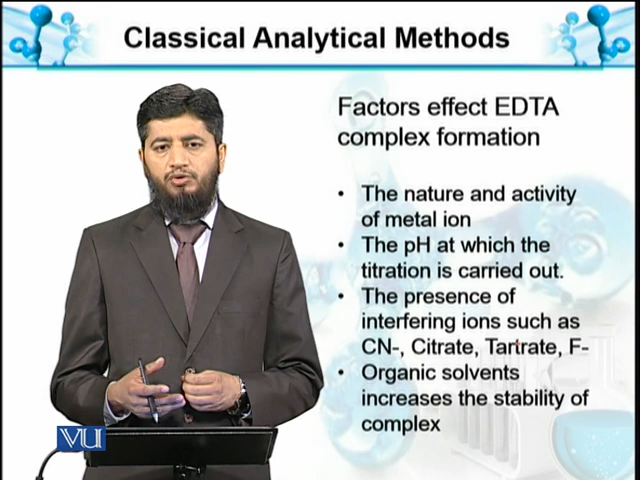 Classical Analytical Methods
Factors effect EDTA
complex formation
• The nature and activity
of metal ion
• The pH at which the
titration is carried out.
• The presence of
interfering ions such as
CN-, Citrate, Tartrate, F-
• Organic solvents
increases the stability of
complex
VU